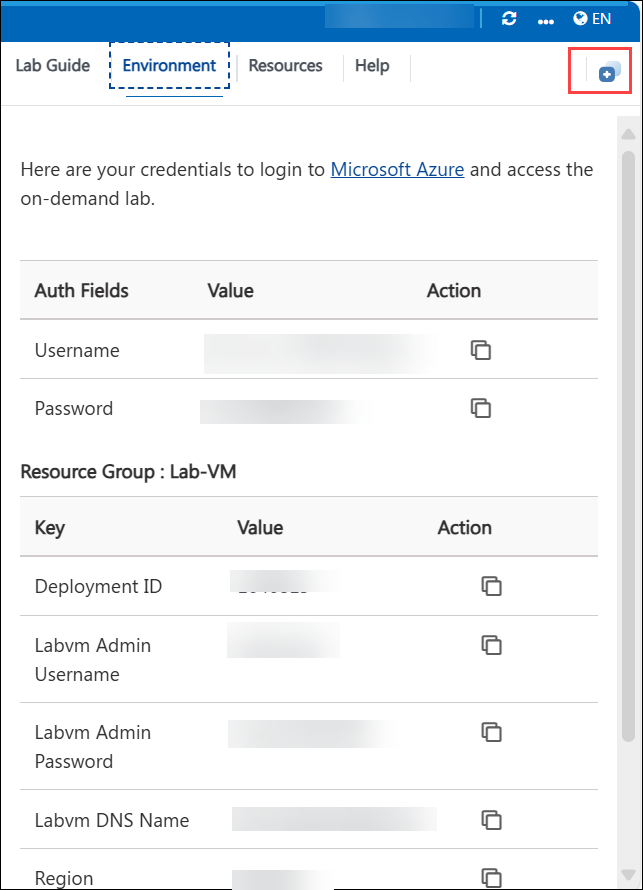 EN
Lab Guide Environment Resources Help
Here are your credentials to login to Microsoft Azure and access the
on-demand lab.
Auth Fields Value Action
Username
Password
Resource Group : Lab-VM
Key Value Action
Deployment ID
Labvm Admin
Username
Labvm Admin
Password
Labvm DNS Name
Region